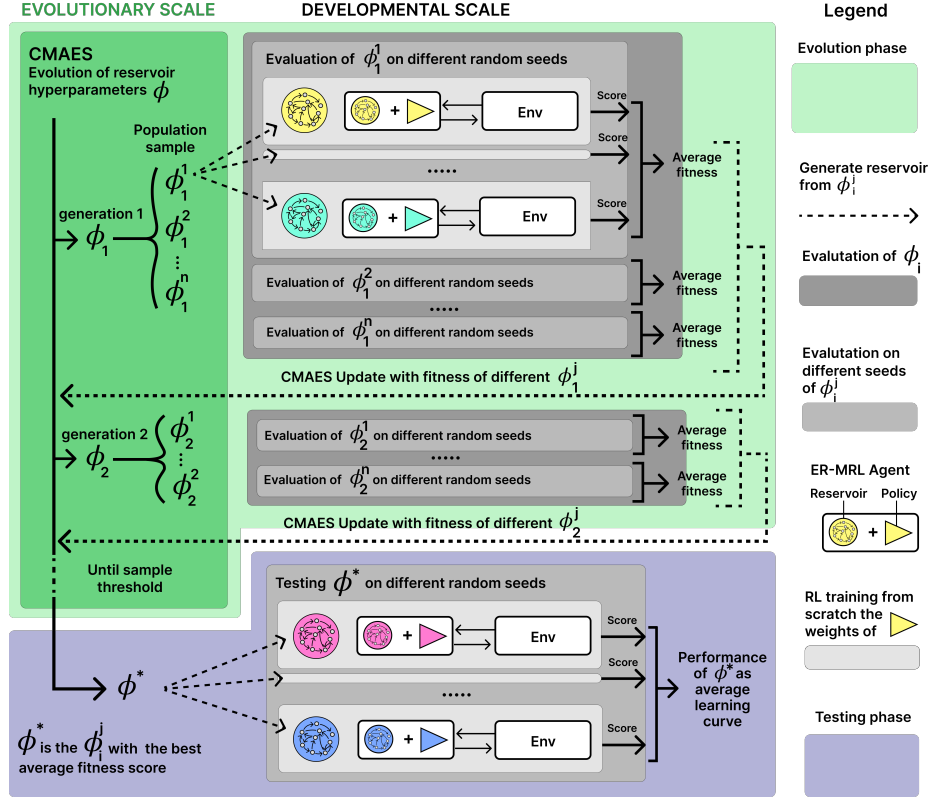 EVOLUTIONARY SCALE
DEVELOPMENTAL SCALE
Legend
CMAES
Evolution of reservoir
hyperparameters ϕ
Population
sample
generation 1
ϕ₁
ϕ₁¹
ϕ₁²
...
ϕ₁ⁿ
Evaluation of ϕ₁¹ on different random seeds
+
Env
Score
Score
.....
+
Env
Score
Average
fitness
Evaluation of ϕ₁² on different random seeds
Average
fitness
.....
Evaluation of ϕ₁ⁿ on different random seeds
Average
fitness
CMAES Update with fitness of different ϕ₁ʲ
generation 2
ϕ₂
ϕ₂¹
...
ϕ₂²
Evaluation of ϕ₂¹ on different random seeds
Average
fitness
.....
Evaluation of ϕ₂ⁿ on different random seeds
Average
fitness
CMAES Update with fitness of different ϕ₂ʲ
Until sample
threshold
ϕ*
ϕ* is the ϕᵢʲ with the best
average fitness score
Testing ϕ* on different random seeds
+
Env
Score
Score
.....
+
Env
Score
Performance
of ϕ* as
average
learning
curve
Evolution phase
Generate reservoir
from ϕᵢʲ
Evalutation of ϕᵢ
Evalutation on
different seeds
of ϕᵢʲ
ER-MRL Agent
Reservoir
Policy
+
RL training from
scratch the
weights of
Testing phase